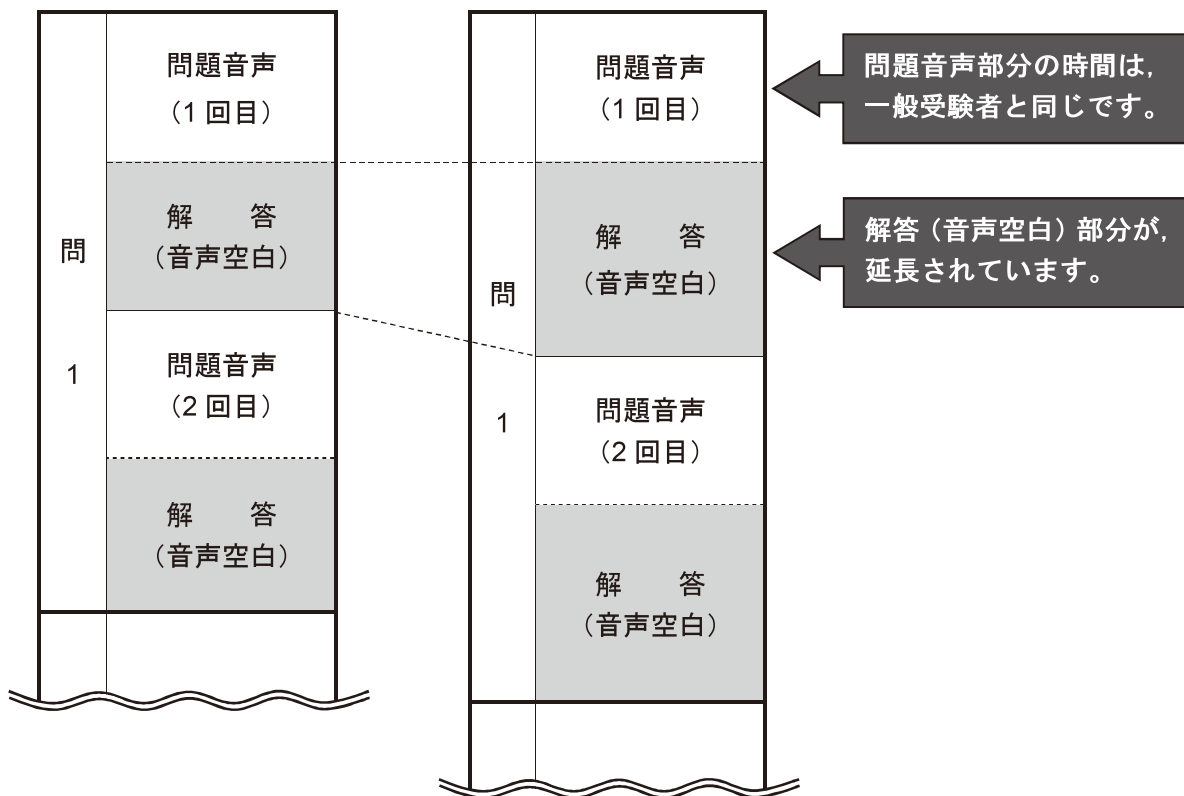 問
1
問題音声
（1 回目）
解　　答
（音声空白）
問題音声
（2 回目）
解　　答
（音声空白）
問
1
問題音声
（1 回目）
解　　答
（音声空白）
問題音声
（2 回目）
解　　答
（音声空白）
問題音声部分の時間は，
一般受験者と同じです。
解答（音声空白）部分が，
延長されています。